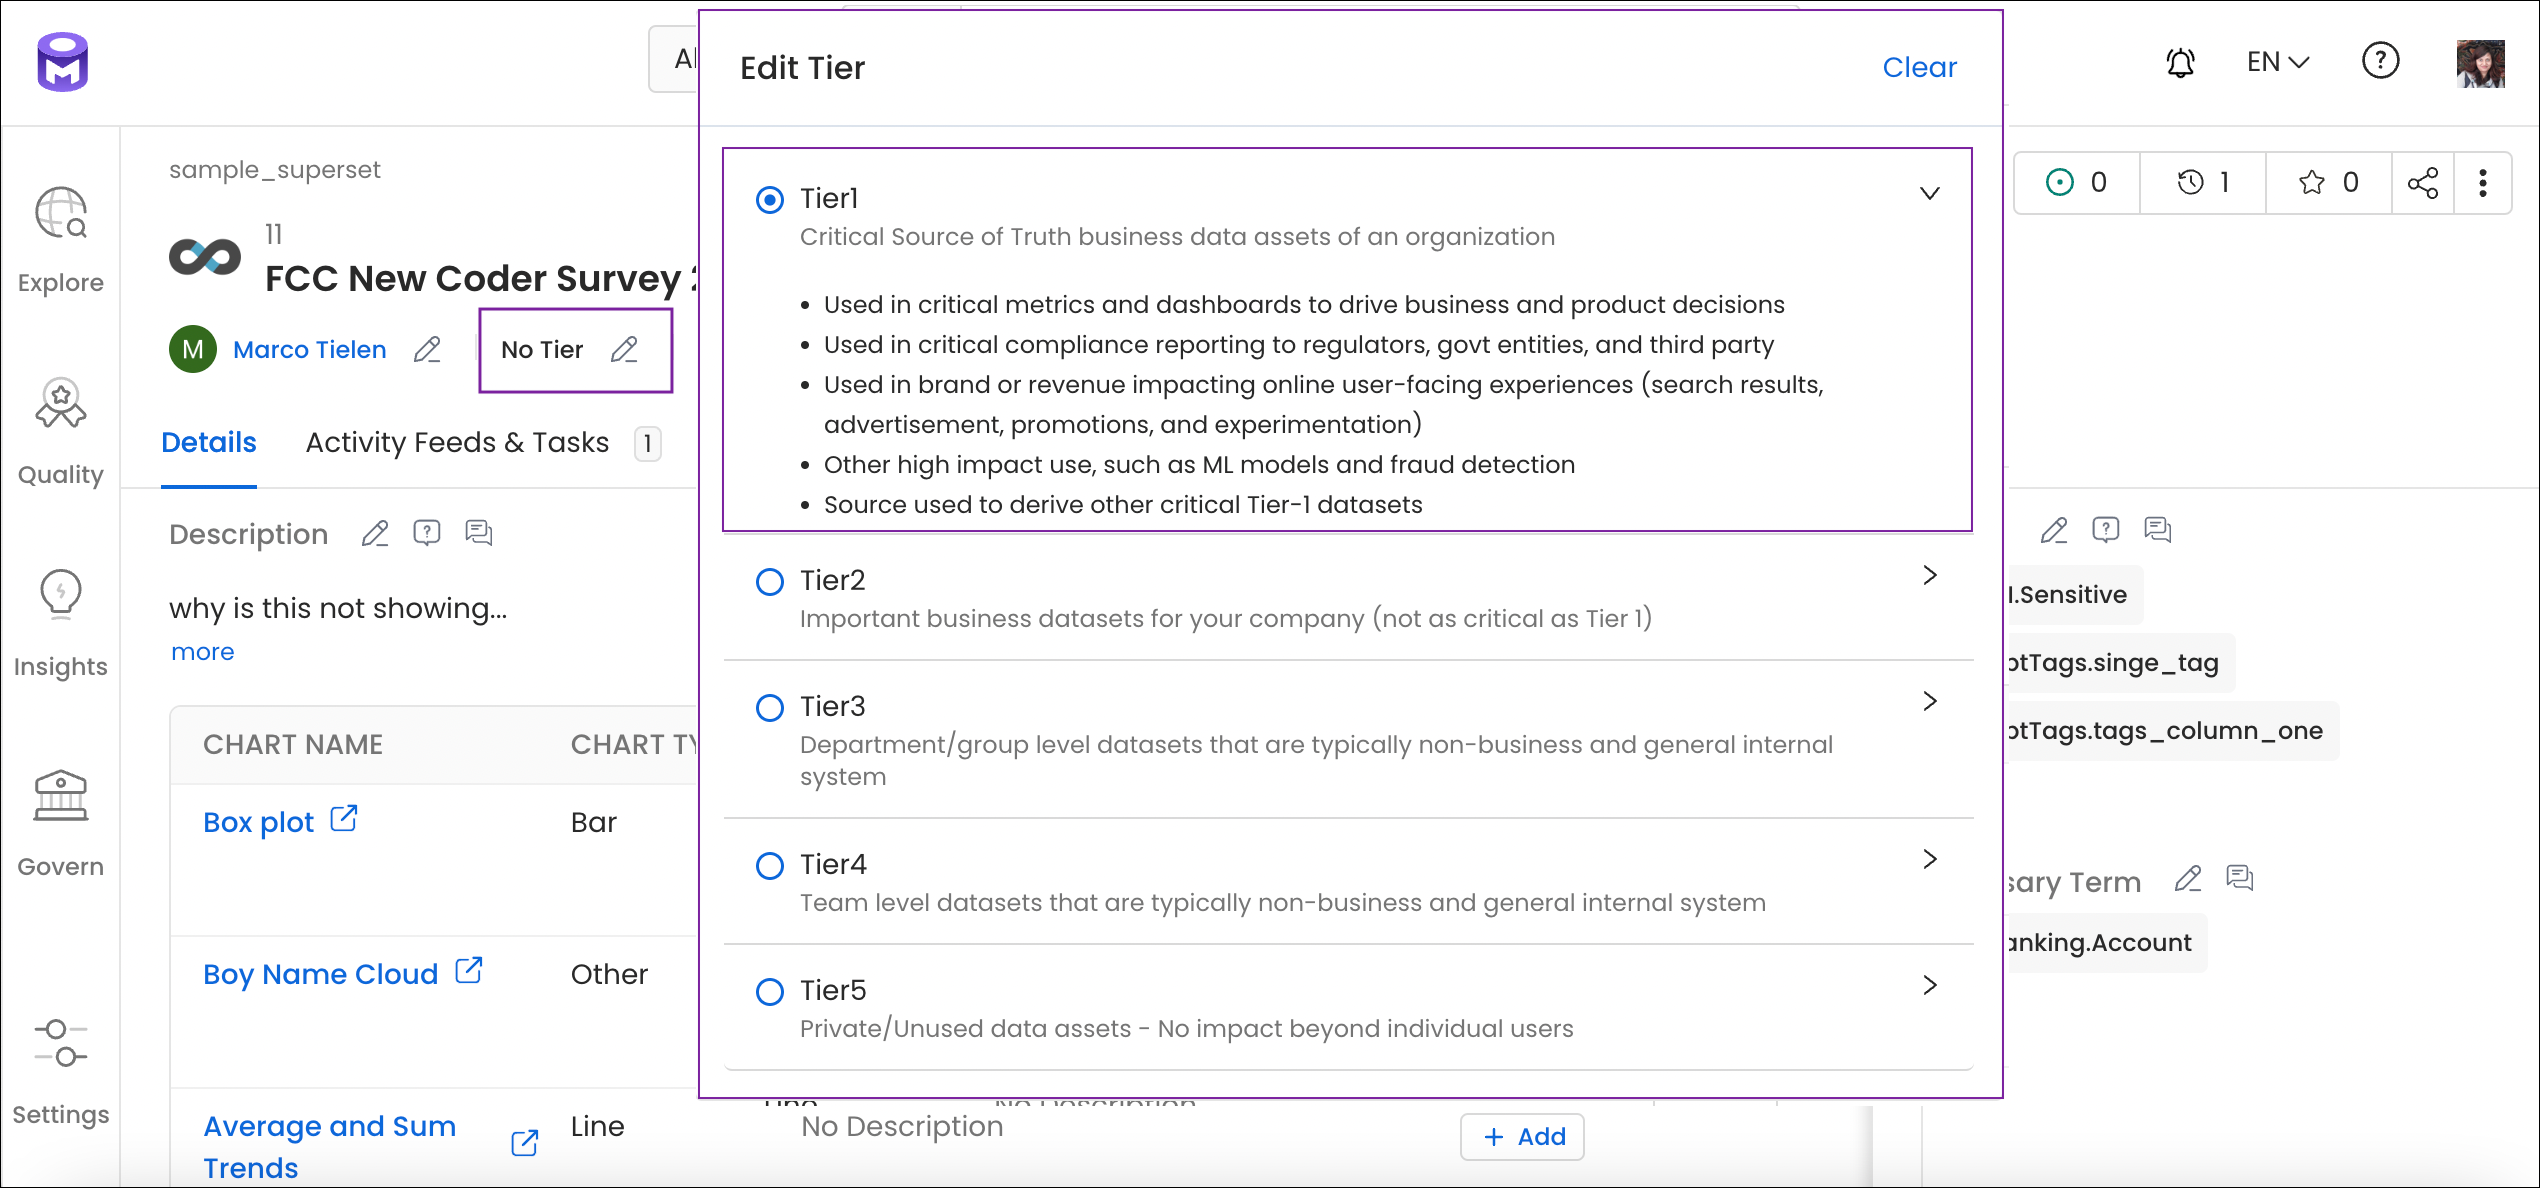 Edit Tier
Clear
EN
sample_superset
11
FCC New Coder Survey
M
Marco Tielen
No Tier
Details
Activity Feeds & Tasks
1
Description
why is this not showing...
more
CHART NAME
CHART
Box plot
Bar
Boy Name Cloud
Other
Average and Sum
Trends
Line
No Description
+ Add
Explore
Quality
Insights
Govern
Settings
Tier1
Critical Source of Truth business data assets of an organization
• Used in critical metrics and dashboards to drive business and product decisions
• Used in critical compliance reporting to regulators, govt entities, and third party
• Used in brand or revenue impacting online user-facing experiences (search results,
advertisement, promotions, and experimentation)
• Other high impact use, such as ML models and fraud detection
• Source used to derive other critical Tier-1 datasets
Tier2
Important business datasets for your company (not as critical as Tier 1)
Tier3
Department/group level datasets that are typically non-business and general internal
system
Tier4
Team level datasets that are typically non-business and general internal system
Tier5
Private/Unused data assets - No impact beyond individual users
0
1
0
.Sensitive
tTags.singe_tag
tTags.tags_column_one
sary Term
anking.Account